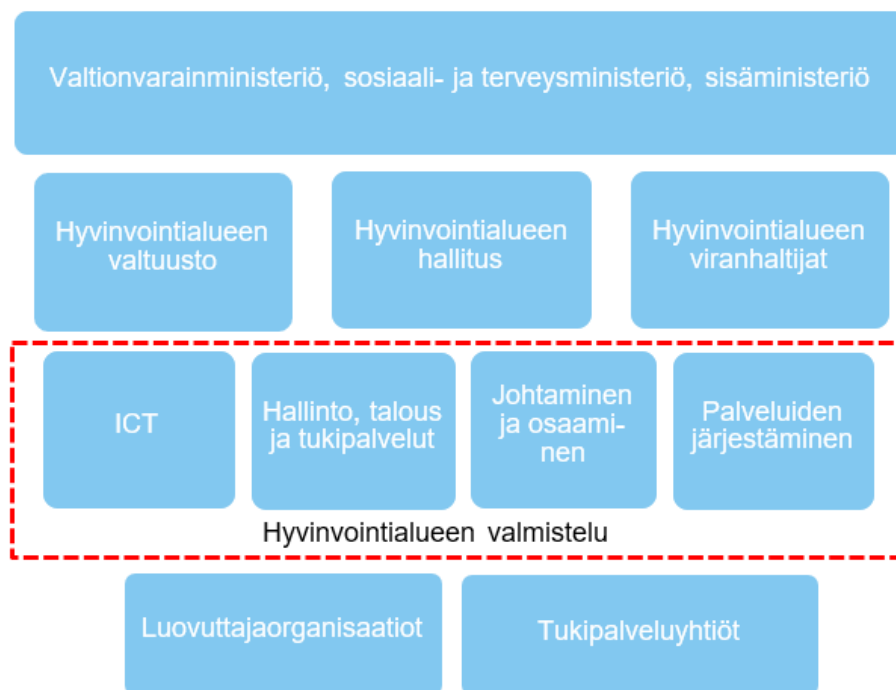 Valtionvarainministeriö, sosiaali- ja terveysministeriö, sisäministeriö
Hyvinvointialueen
valtuusto
Hyvinvointialueen
hallitus
Hyvinvointialueen
viranhaltijat
ICT
Hallinto, talous
ja tukipalvelut
Johtaminen
ja osaami-
nen
Palveluiden
järjestäminen
Hyvinvointialueen valmistelu
Luovuttajaorganisaatiot
Tukipalveluyhtiöt